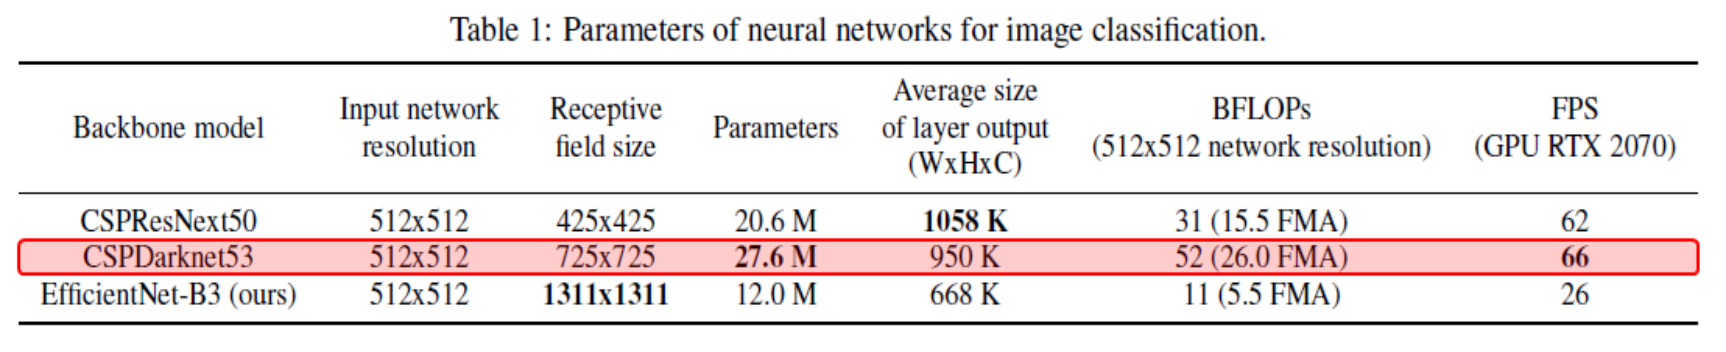 Table 1: Parameters of neural networks for image classification.
Backbone model Input network resolution Receptive field size Parameters Average size of layer output (WxHxC) BFLOPs (512x512 network resolution) FPS (GPU RTX 2070)
CSPResNext50 512x512 425x425 20.6 M 1058 K 31 (15.5 FMA) 62
CSPDarknet53 512x512 725x725 27.6 M 950 K 52 (26.0 FMA) 66
EfficientNet-B3 (ours) 512x512 1311x1311 12.0 M 668 K 11 (5.5 FMA) 26